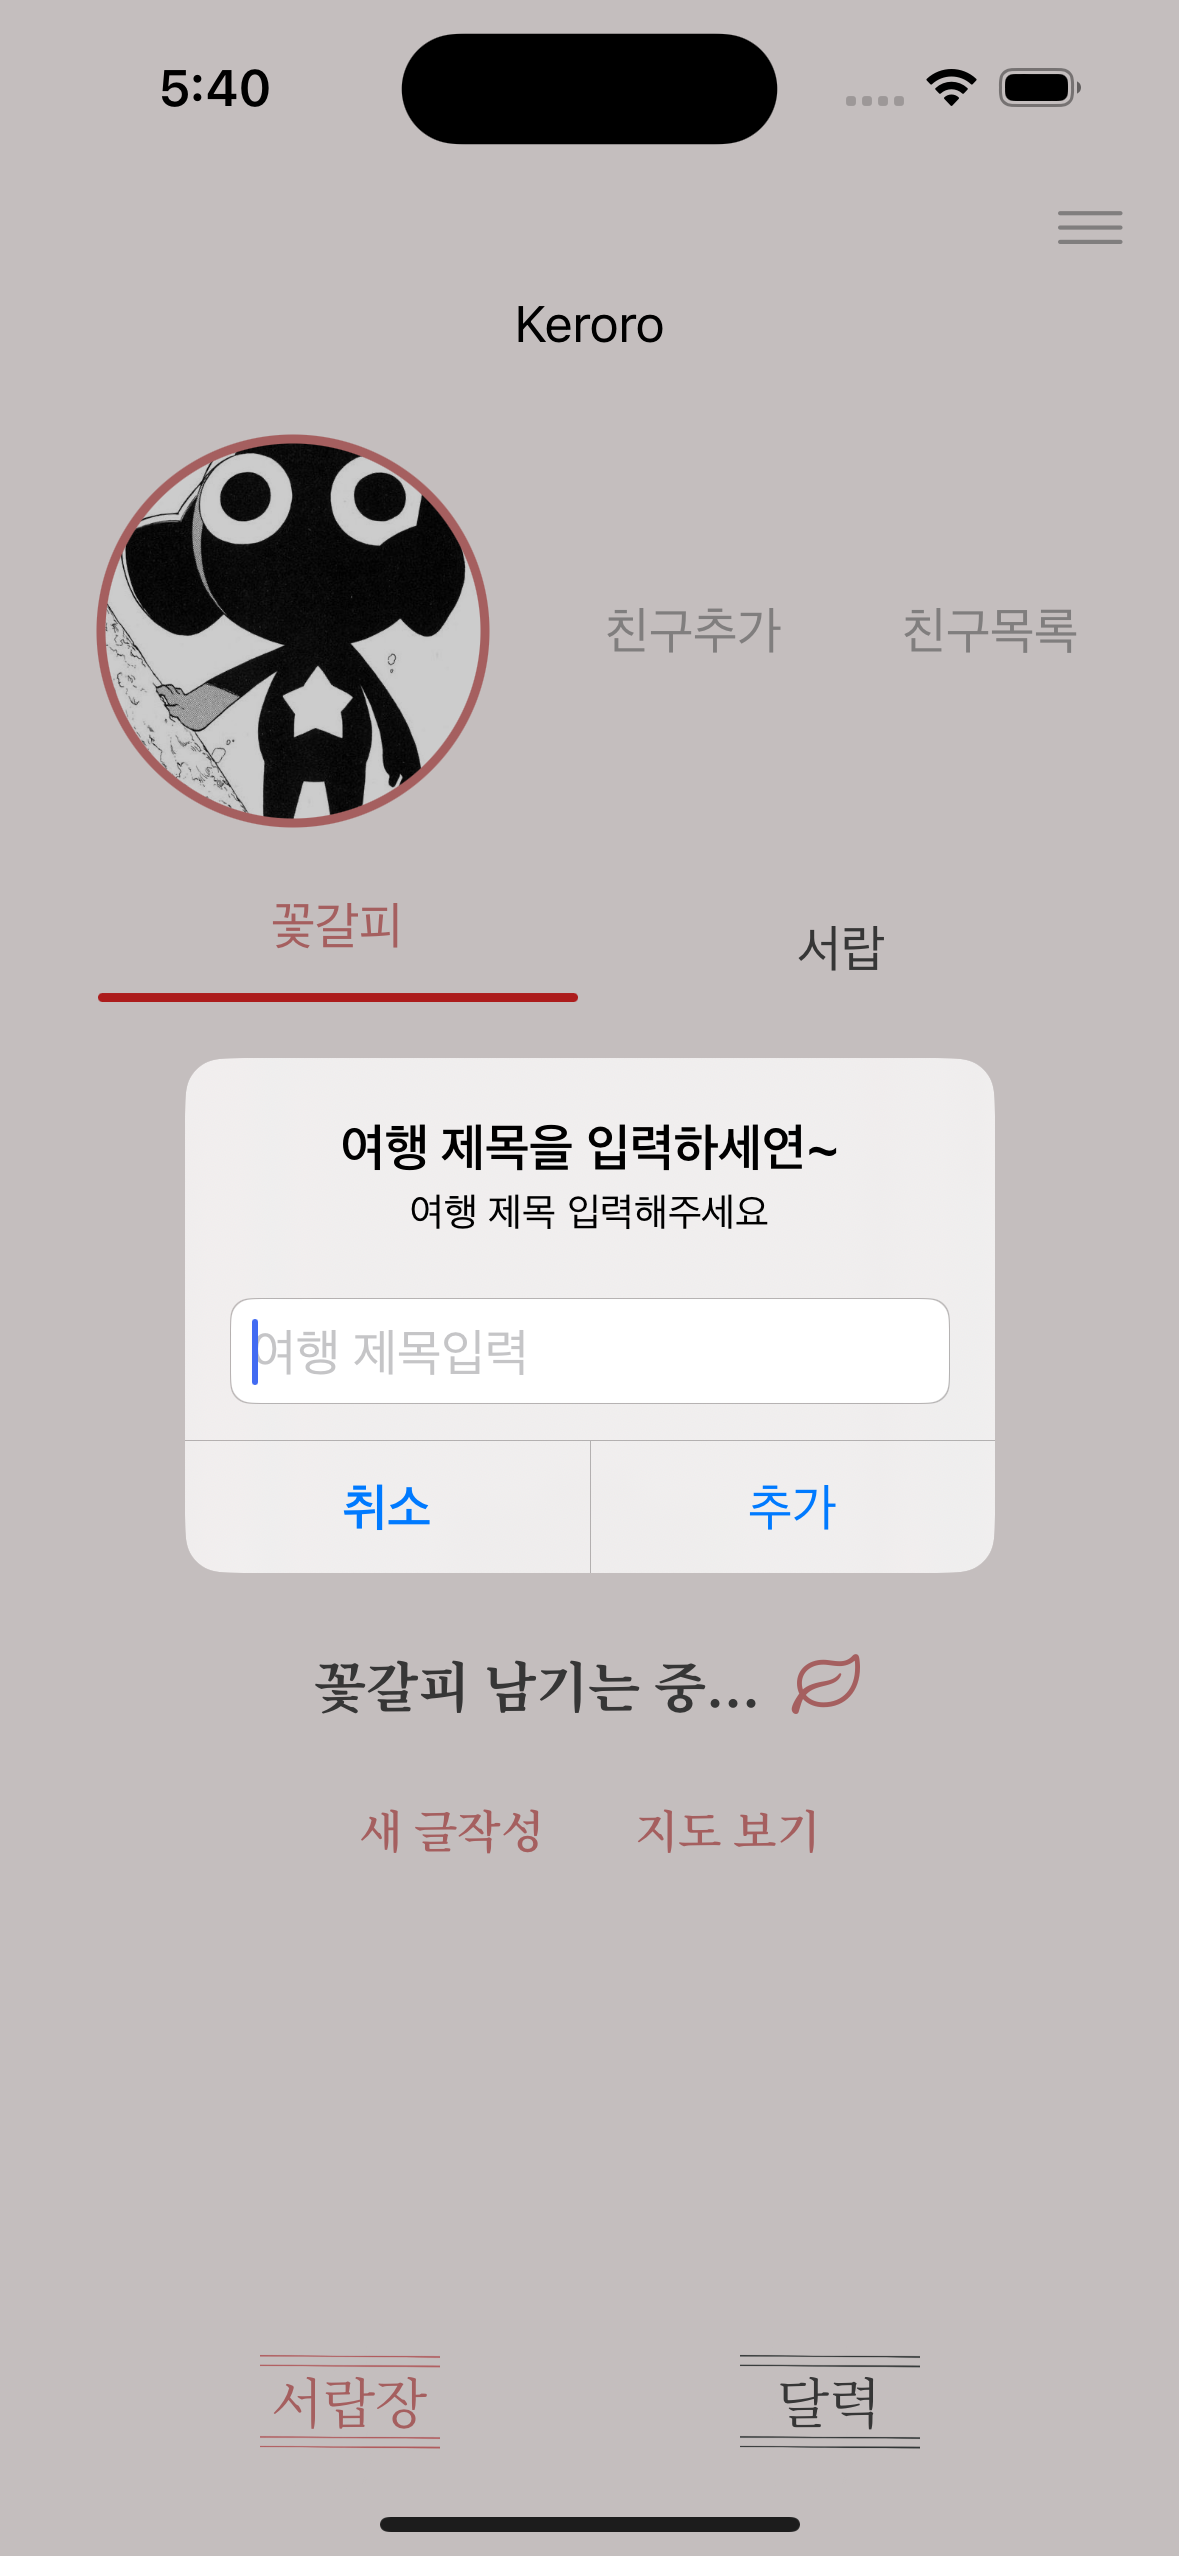 5:40
Keroro
친구추가 친구목록
꽃갈피
서랍
여행 제목을 입력하세연~
여행 제목 입력해주세요
여행 제목입력
취소 추가
꽃갈피 남기는 중...
새 글작성 지도 보기
서랍장 달력